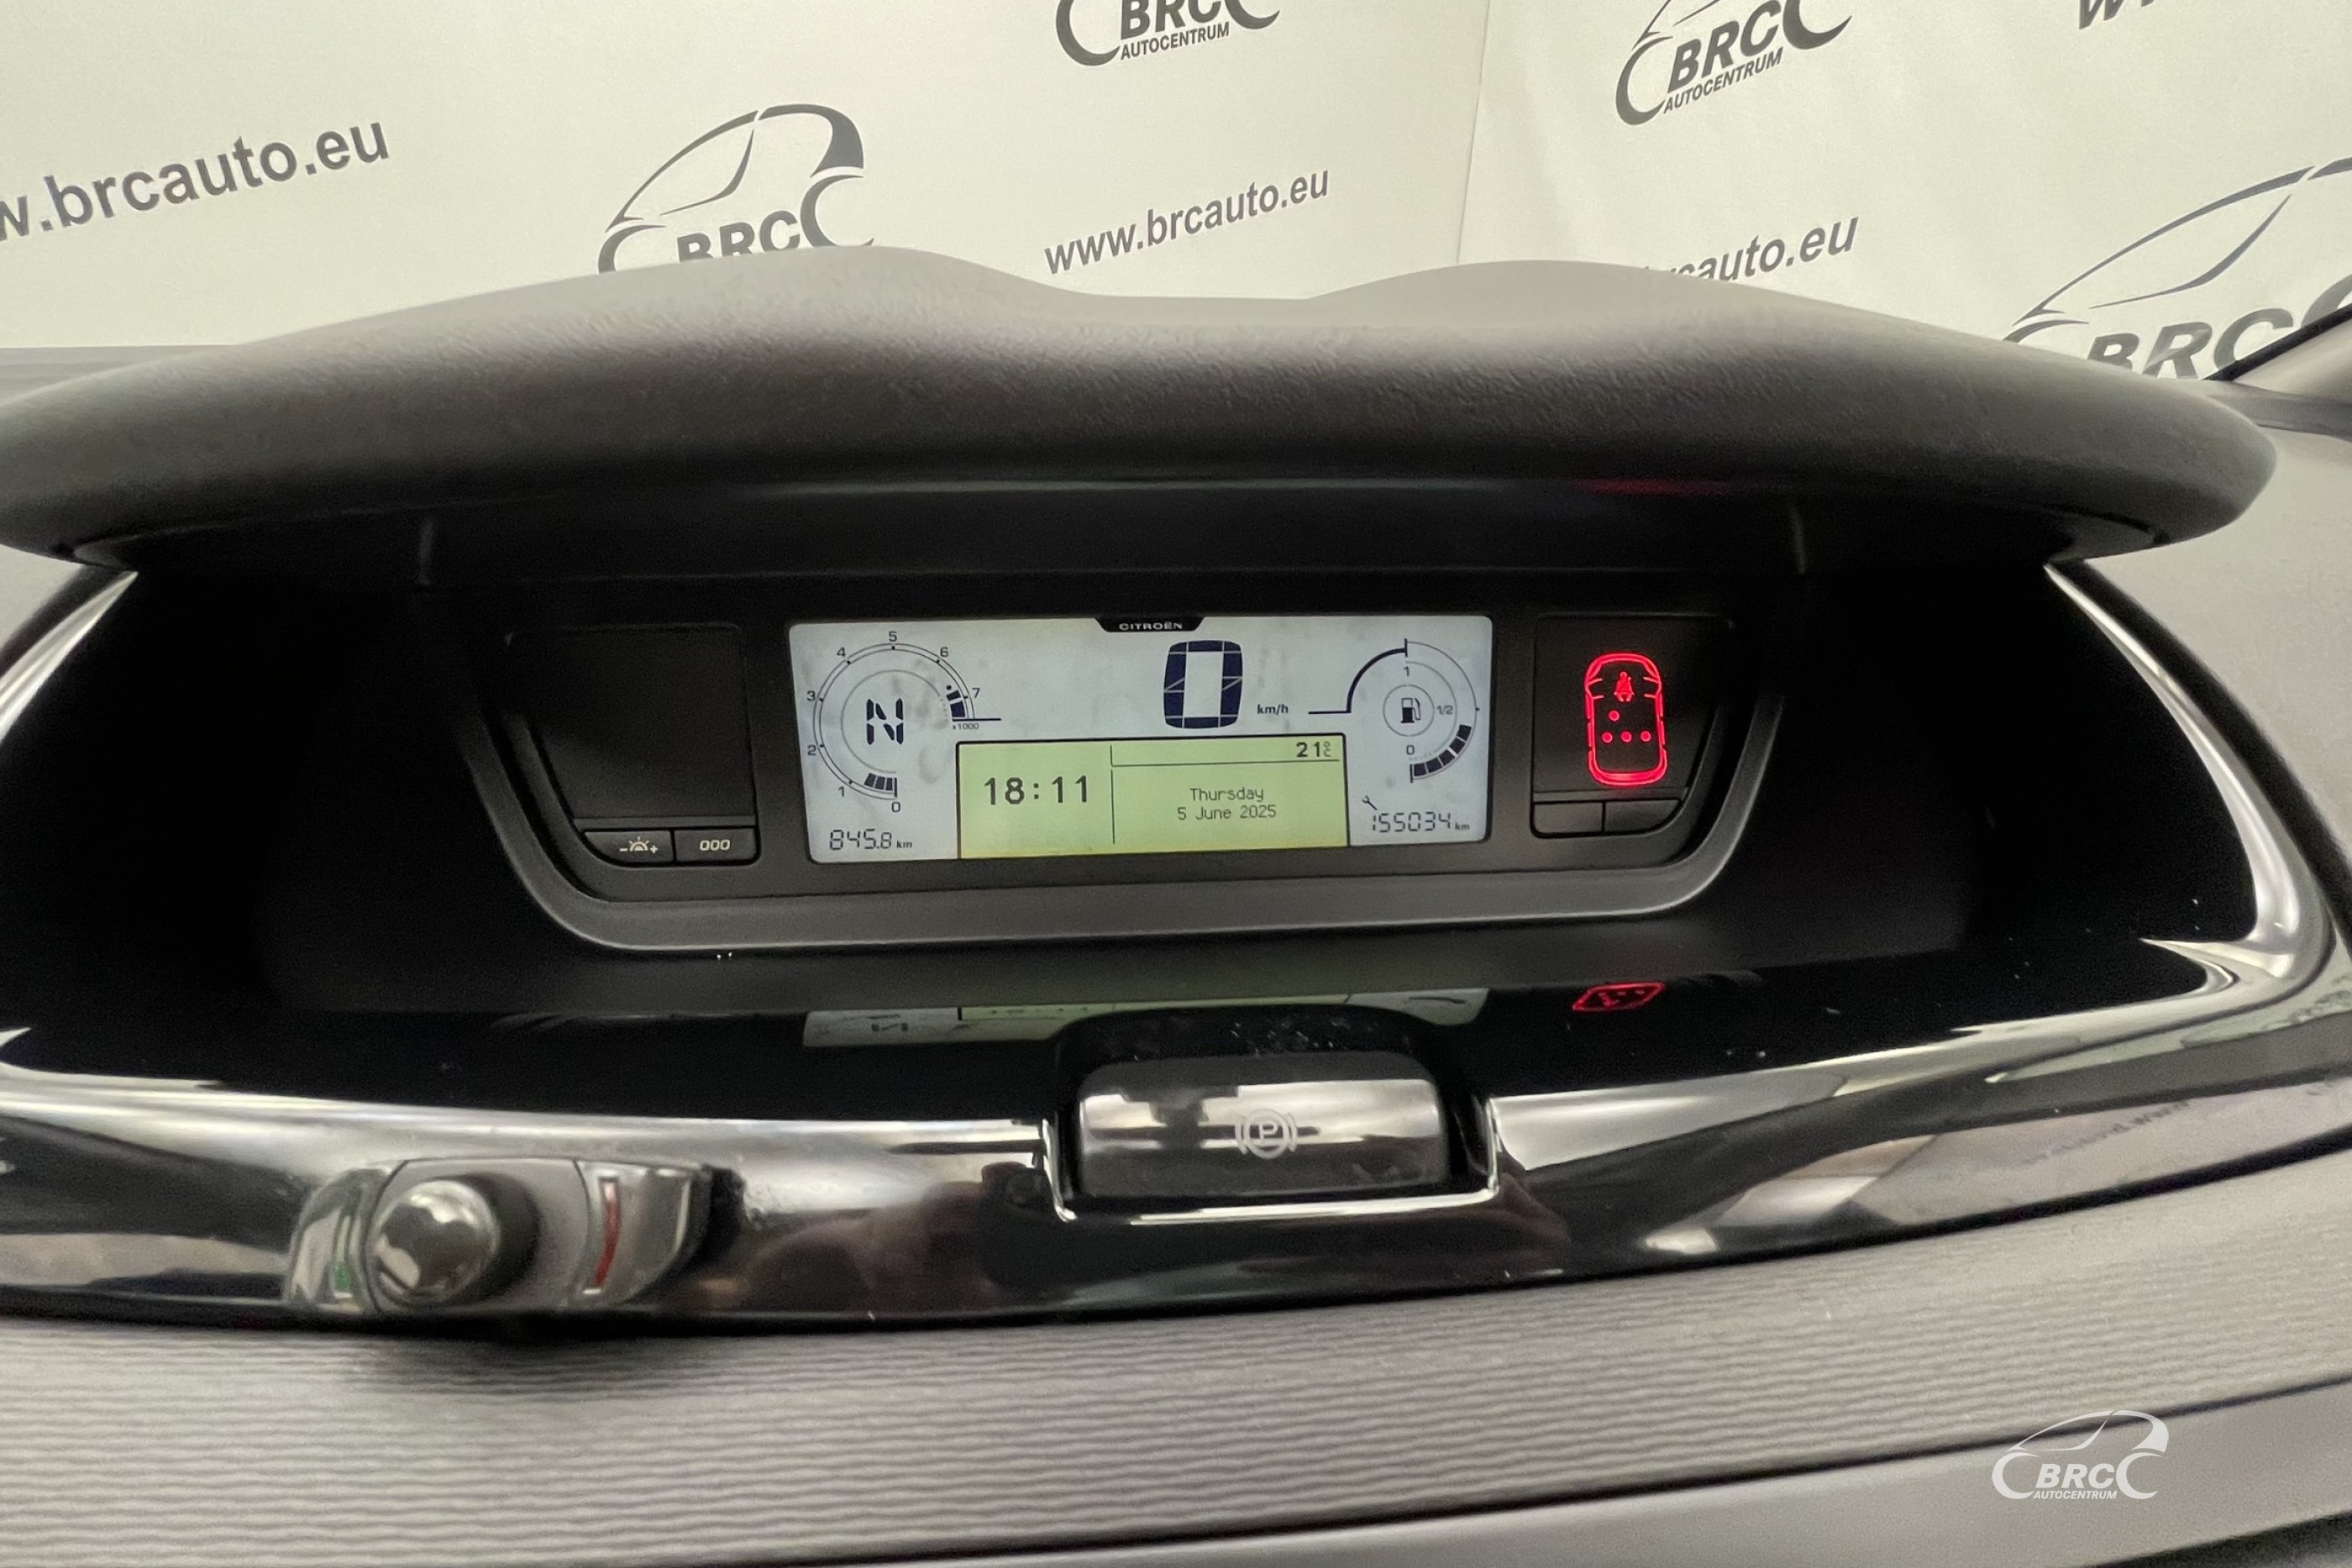 BRC
AUTOCENTRUM
BRC
AUTOCENTRUM
w.brcauto.eu
BRC
www.brcauto.eu
auto.eu
BRC
CITROËN
5
4
6
3
7
N
x1000
2
1
0
0 km/h
1
1/2
0
21°C
18:11
Thursday
5 June 2025
845.8 km
155034 km
- +
000
P
BRC
AUTOCENTRUM